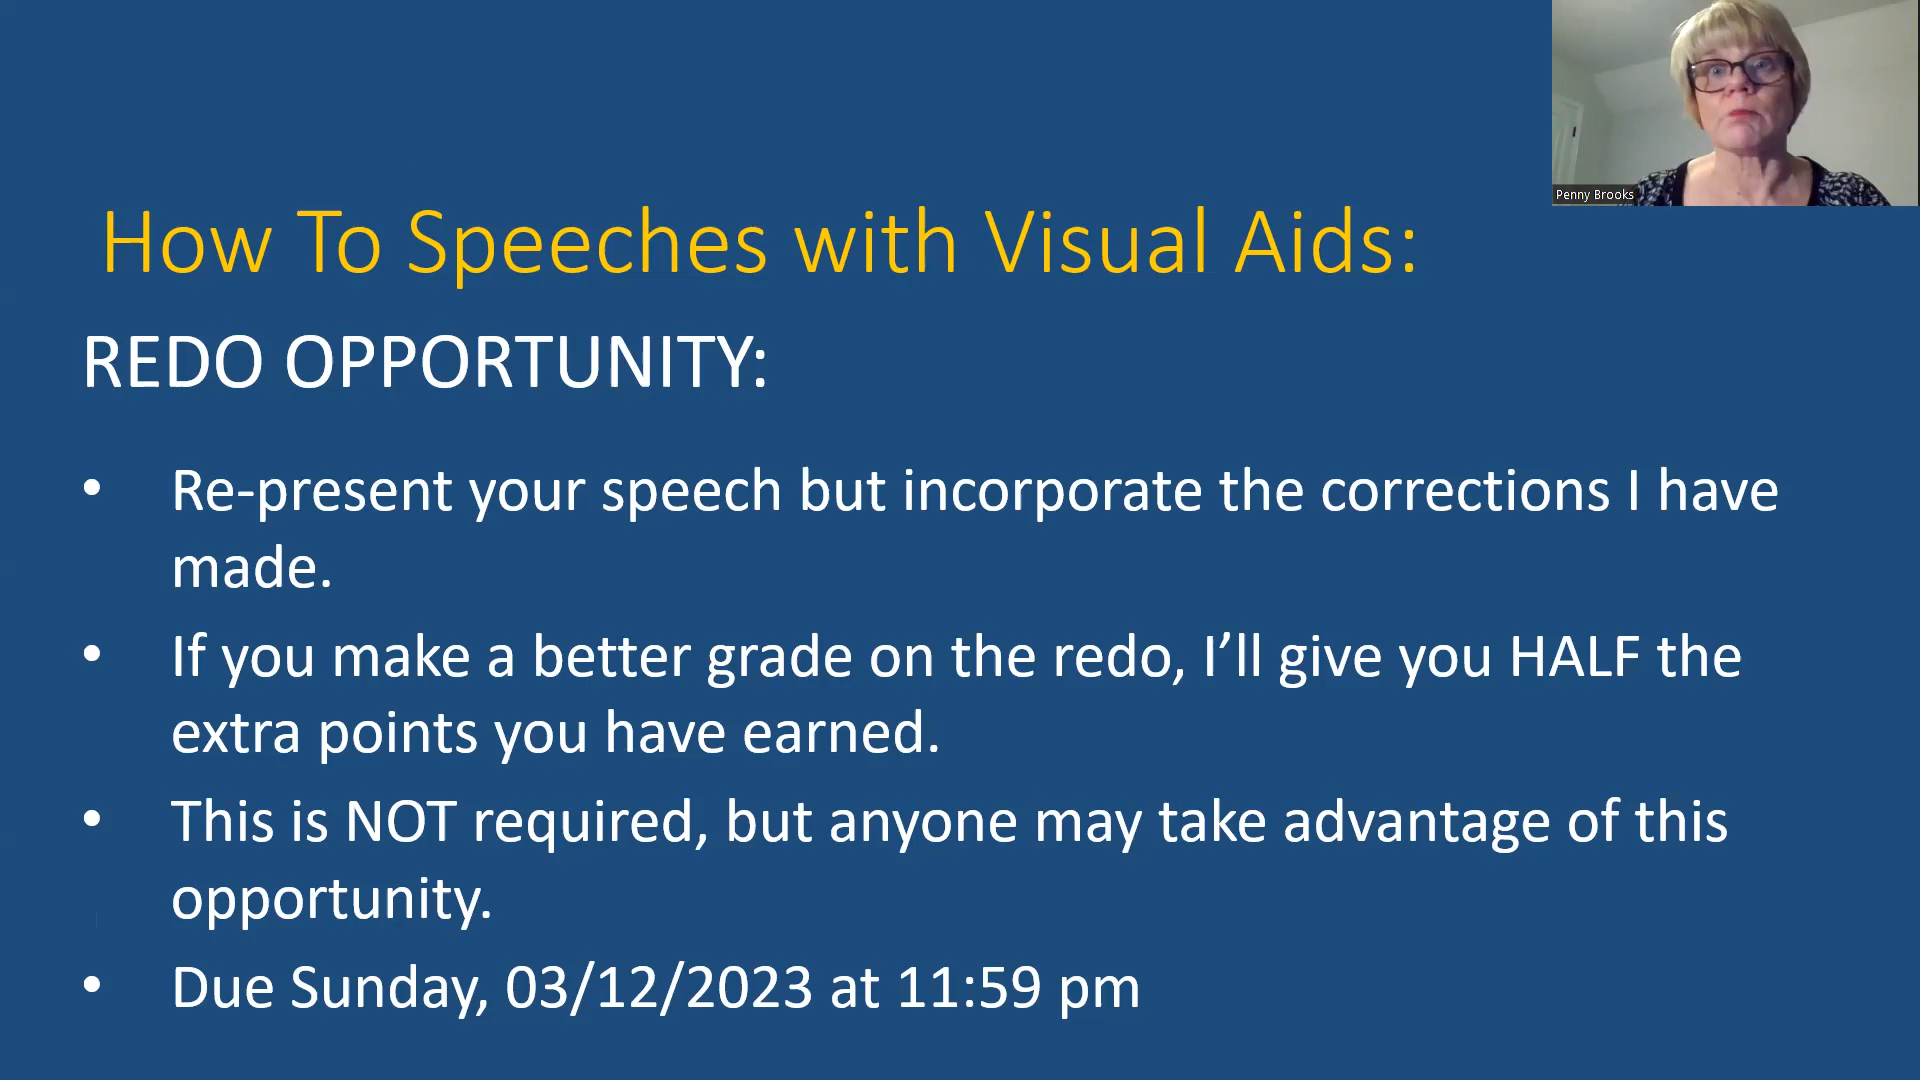 Penny Brooks
How To Speeches with Visual Aids:
REDO OPPORTUNITY:
• Re-present your speech but incorporate the corrections I have
made.
• If you make a better grade on the redo, I’ll give you HALF the
extra points you have earned.
• This is NOT required, but anyone may take advantage of this
opportunity.
• Due Sunday, 03/12/2023 at 11:59 pm